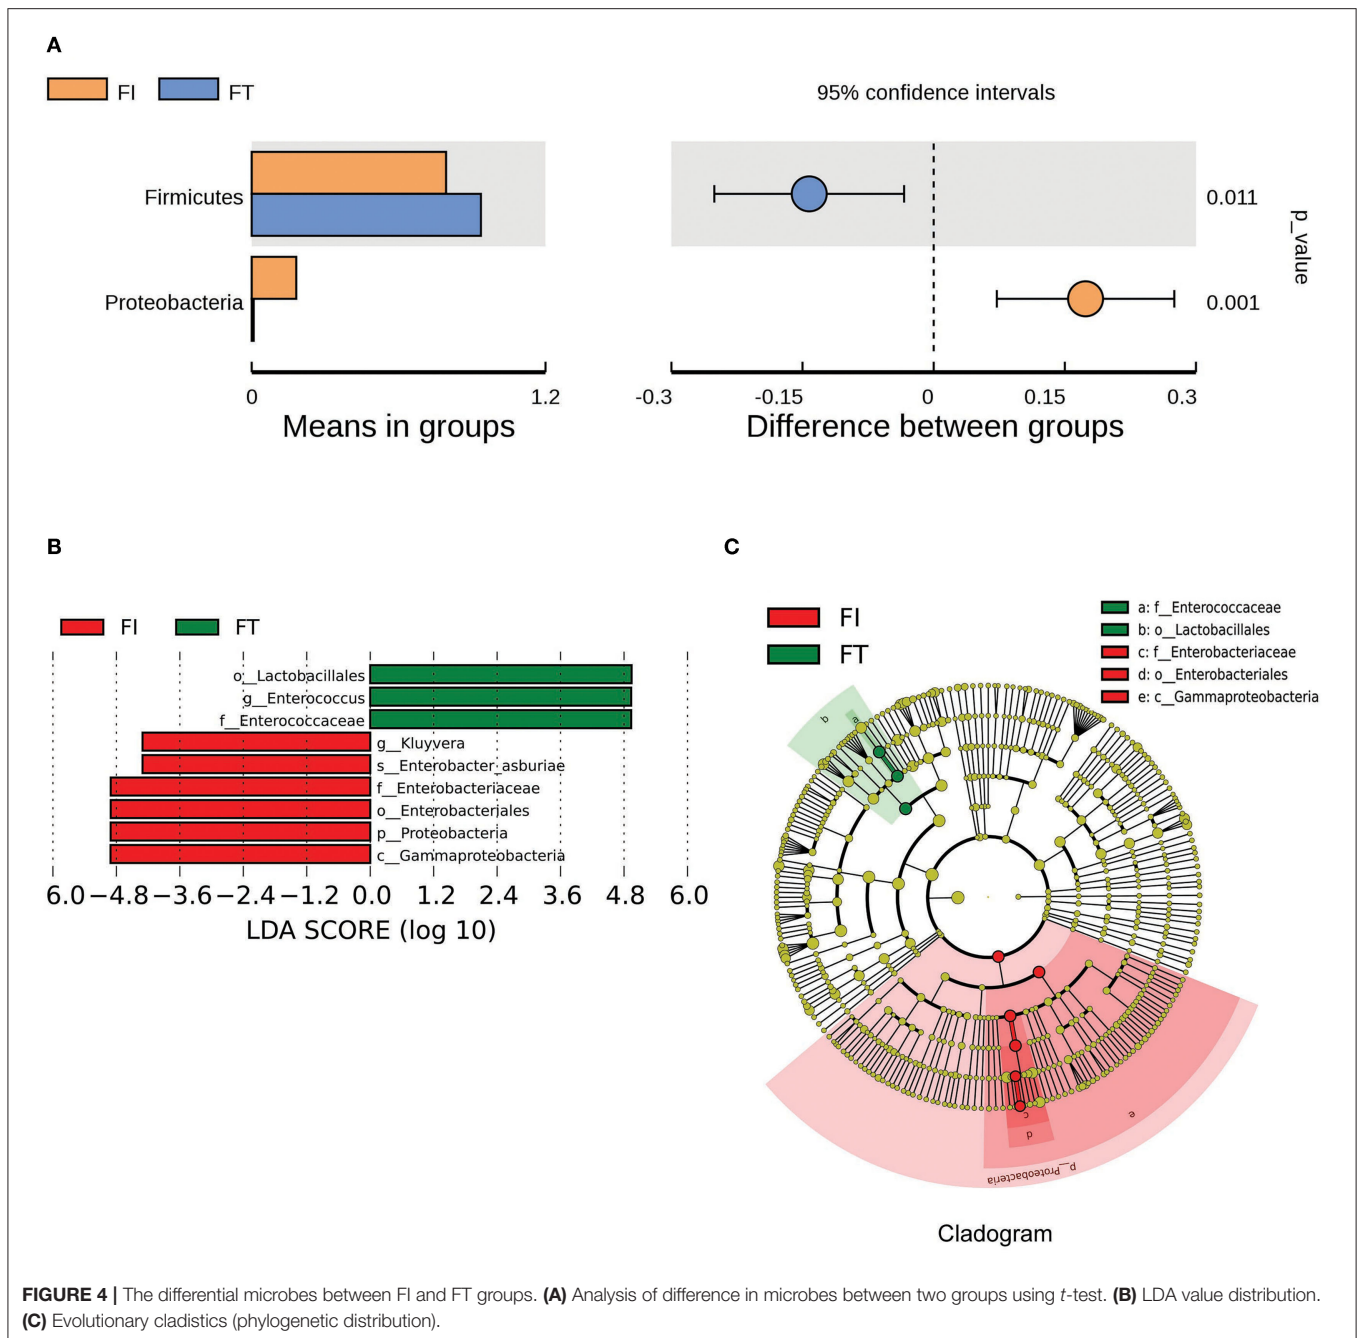 A
FI FT
95% confidence intervals
Firmicutes
0.011
p_value
Proteobacteria
0.001
0 1.2
-0.3 -0.15 0 0.15 0.3
Means in groups
Difference between groups
B
FI FT
o__Lactobacillales
g__Enterococcus
f__Enterococcaceae
g__Kluyvera
s__Enterobacter_asburiae
f__Enterobacteriaceae
o__Enterobacteriales
p__Proteobacteria
c__Gammaproteobacteria
6.0 −4.8 −3.6 −2.4 −1.2 0.0 1.2 2.4 3.6 4.8 6.0
LDA SCORE (log 10)
C
FI
FT
a: f__Enterococcaceae
b: o__Lactobacillales
c: f__Enterobacteriaceae
d: o__Enterobacteriales
e: c__Gammaproteobacteria
b
a
c
d
e
p__Proteobacteria
Cladogram
FIGURE 4 | The differential microbes between FI and FT groups. (A) Analysis of difference in microbes between two groups using t-test. (B) LDA value distribution.
(C) Evolutionary cladistics (phylogenetic distribution).